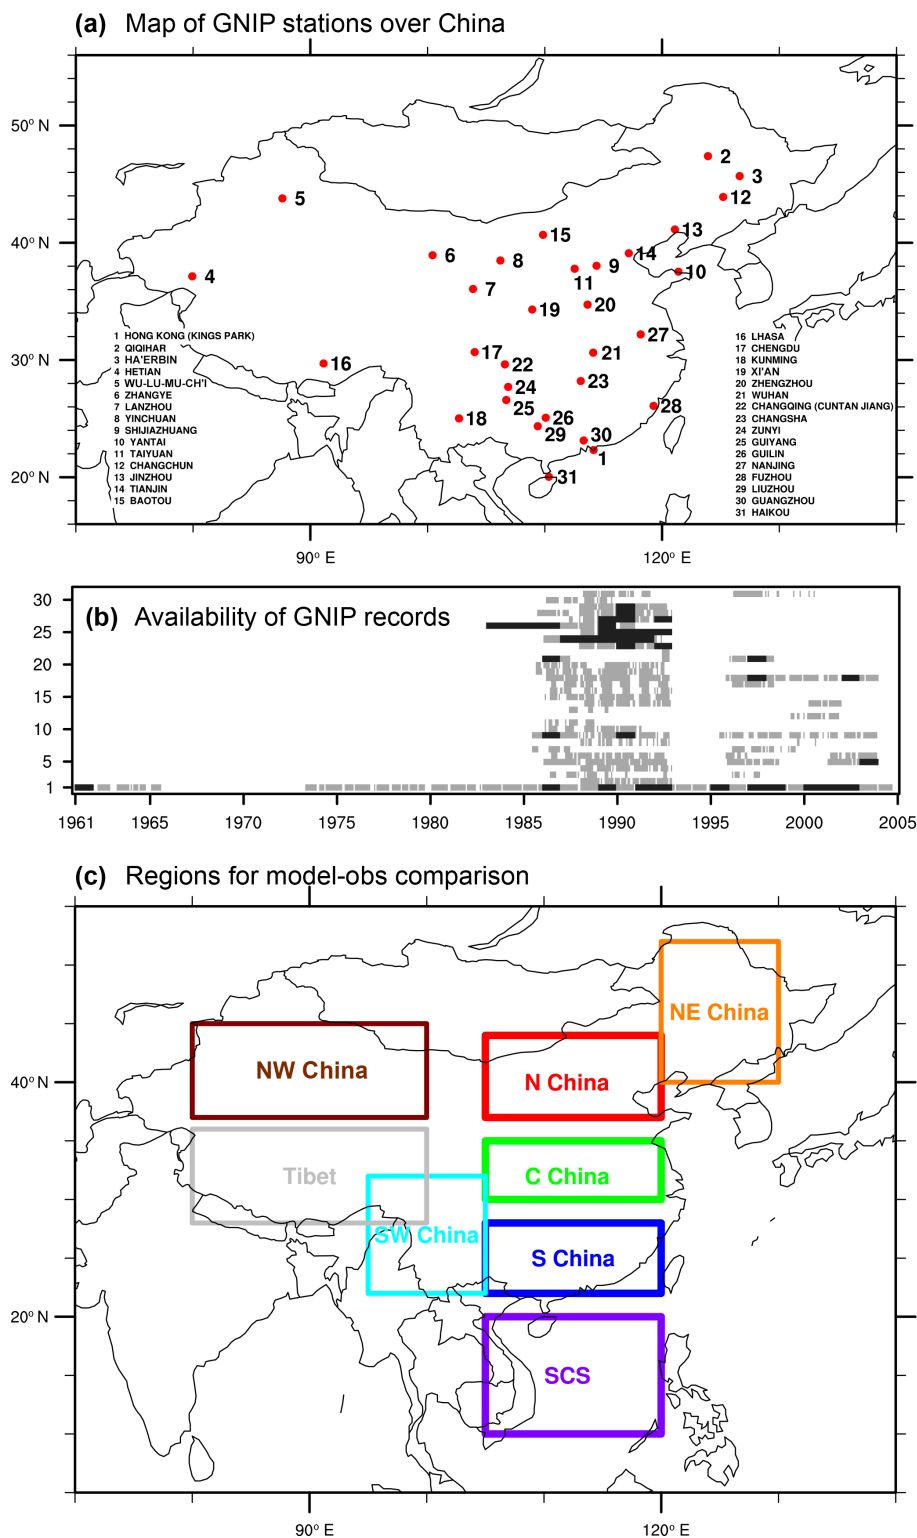 (a) Map of GNIP stations over China
50° N
40° N
30° N
20° N
2
3
12
5
13
15
14
6
8
9
10
11
4
7
19
20
27
17
21
16
22
23
24
25
28
18
26
29
30
1
31
1 HONG KONG (KINGS PARK)
2 QIQIHAR
3 HA'ERBIN
4 HETIAN
5 WU-LU-MU-CH'I
6 ZHANGYE
7 LANZHOU
8 YINCHUAN
9 SHIJIAZHUANG
10 YANTAI
11 TAIYUAN
12 CHANGCHUN
13 JINZHOU
14 TIANJIN
15 BAOTOU
16 LHASA
17 CHENGDU
18 KUNMING
19 XI'AN
20 ZHENGZHOU
21 WUHAN
22 CHANGQING (CUNTAN JIANG)
23 CHANGSHA
24 ZUNYI
25 GUIYANG
26 GUILIN
27 NANJING
28 FUZHOU
29 LIUZHOU
30 GUANGZHOU
31 HAIKOU
90° E 120° E
(b) Availability of GNIP records
30
25
20
15
10
5
1
1961 1965 1970 1975 1980 1985 1990 1995 2000 2005
(c) Regions for model-obs comparison
NE China
NW China
N China
40° N
Tibet
C China
SW China
S China
20° N
SCS
90° E 120° E